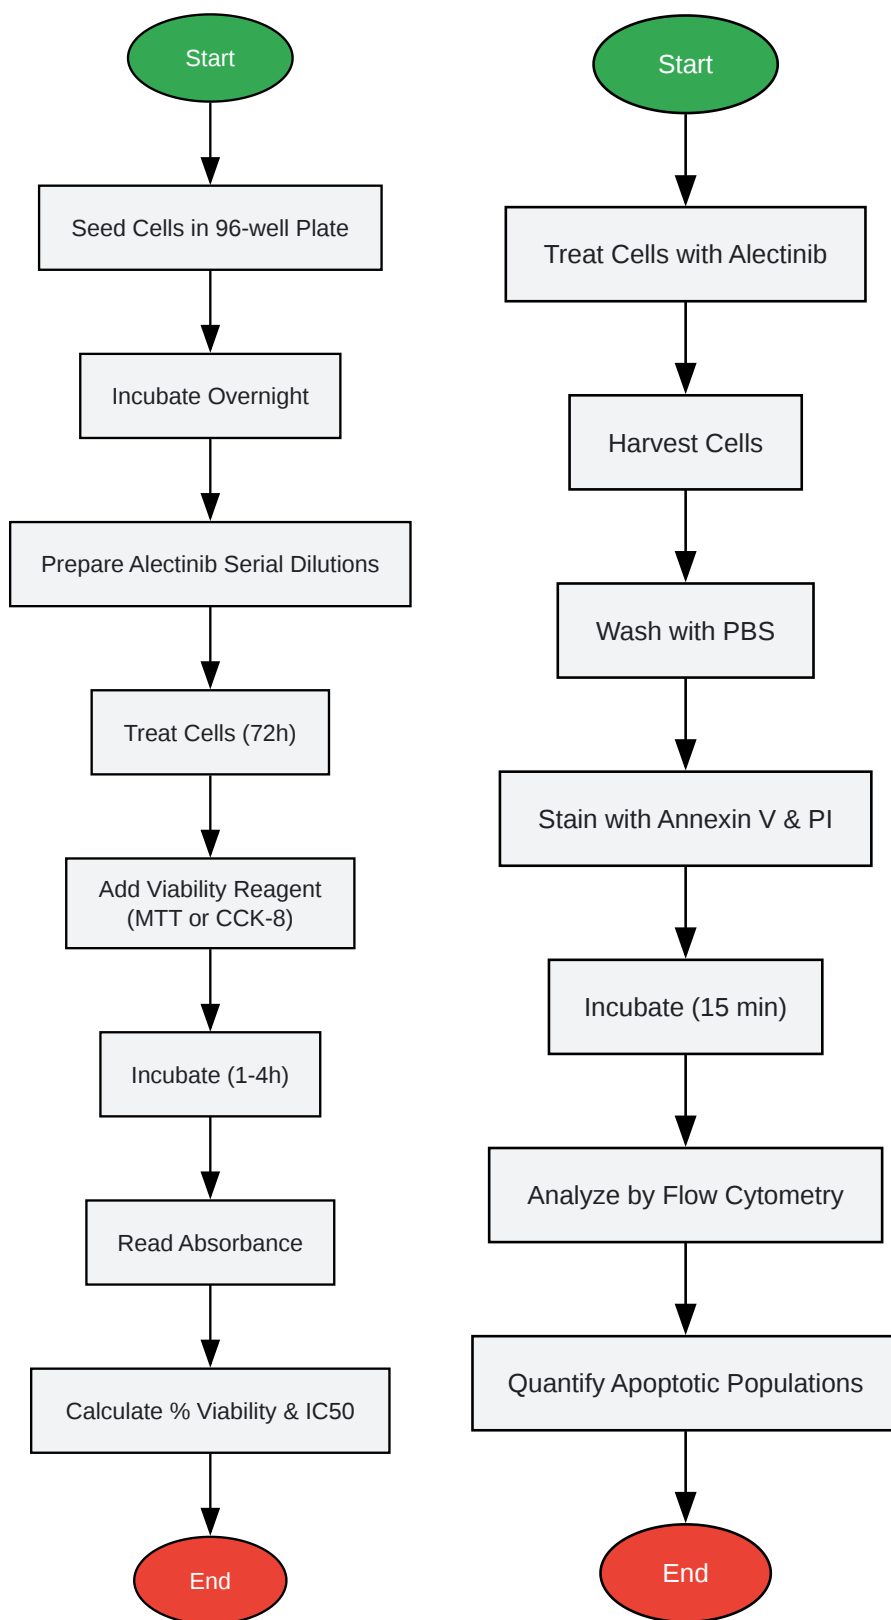 Start
Seed Cells in 96-well Plate
Incubate Overnight
Prepare Alectinib Serial Dilutions
Treat Cells (72h)
Add Viability Reagent
(MTT or CCK-8)
Incubate (1-4h)
Read Absorbance
Calculate % Viability & IC50
End
Start
Treat Cells with Alectinib
Harvest Cells
Wash with PBS
Stain with Annexin V & PI
Incubate (15 min)
Analyze by Flow Cytometry
Quantify Apoptotic Populations
End